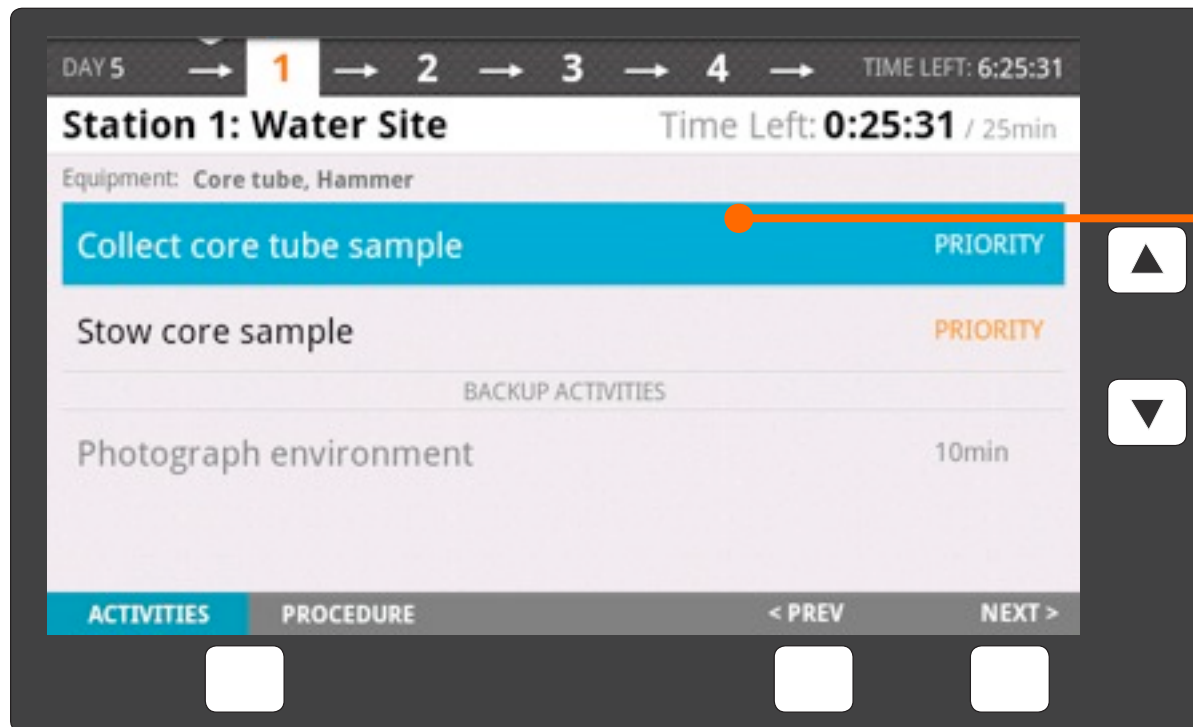 DAY 5 → 1 → 2 → 3 → 4 → TIME LEFT: 6:25:31
Station 1: Water Site Time Left: 0:25:31 / 25min
Equipment: Core tube, Hammer
Collect core tube sample PRIORITY
Stow core sample PRIORITY
BACKUP ACTIVITIES
Photograph environment 10min
ACTIVITIES PROCEDURE < PREV NEXT >